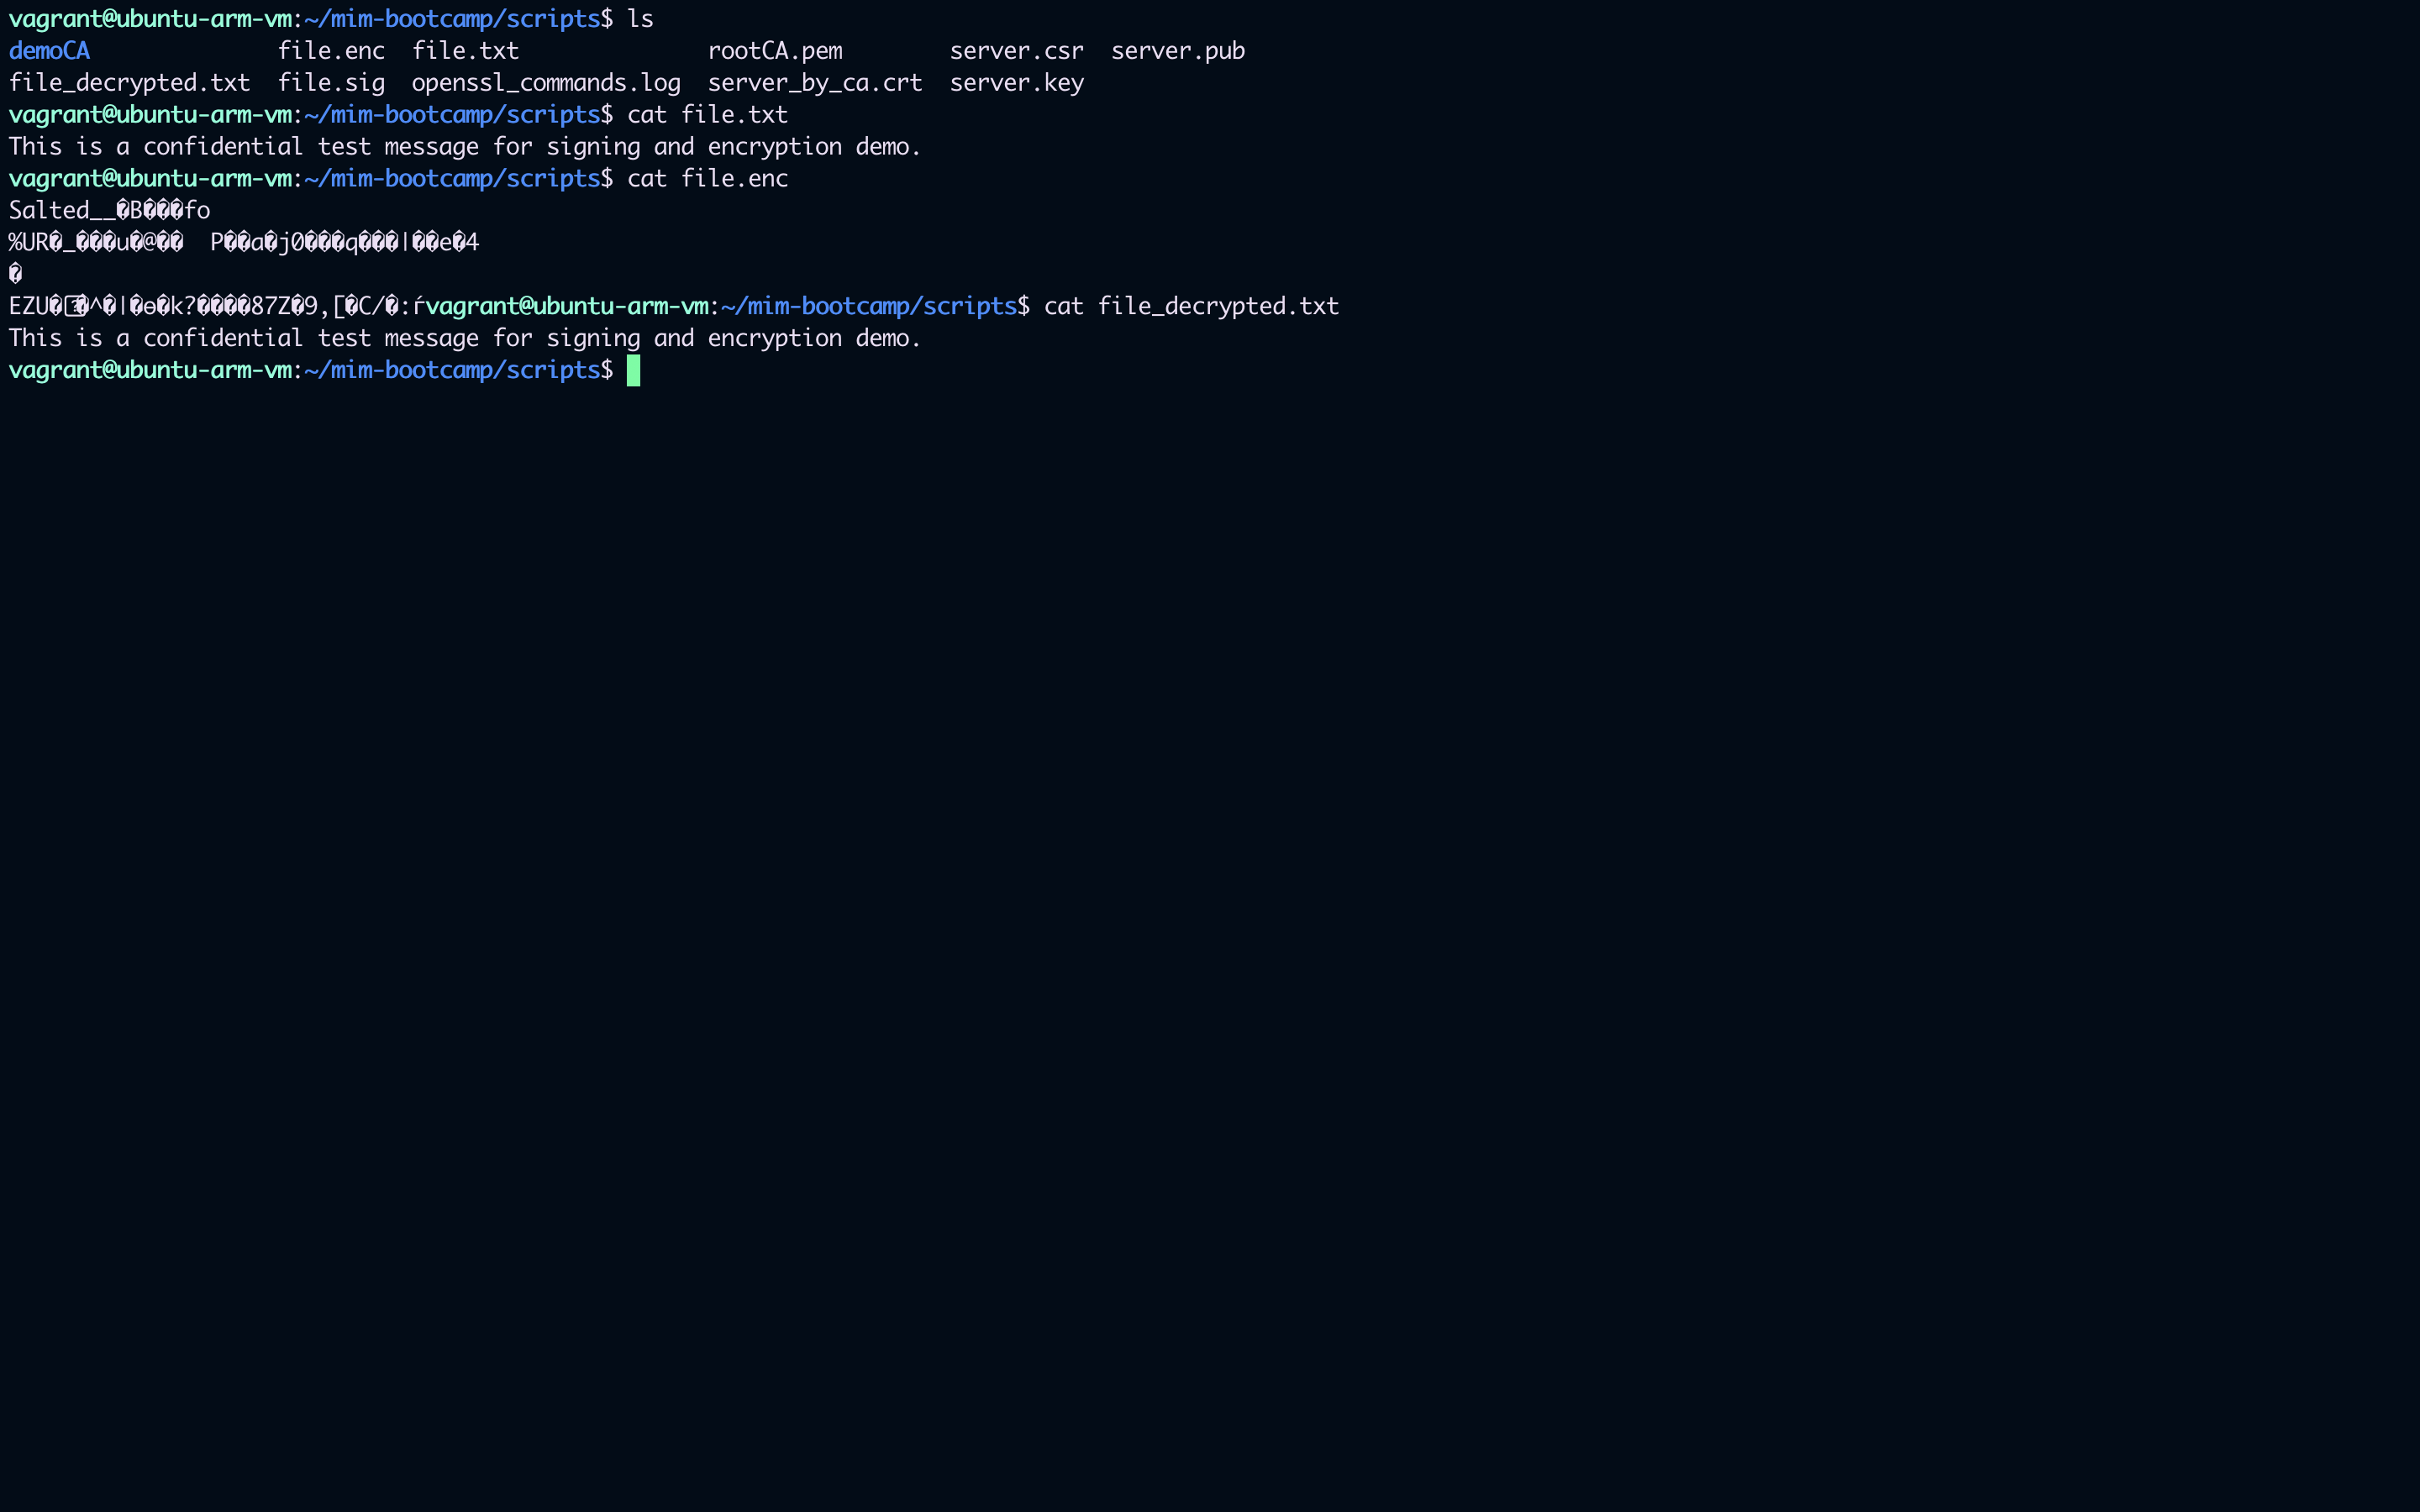 vagrant@ubuntu-arm-vm:~/mim-bootcamp/scripts$ ls
demoCA              file.enc  file.txt              rootCA.pem        server.csr  server.pub
file_decrypted.txt  file.sig  openssl_commands.log  server_by_ca.crt  server.key
vagrant@ubuntu-arm-vm:~/mim-bootcamp/scripts$ cat file.txt
This is a confidential test message for signing and encryption demo.
vagrant@ubuntu-arm-vm:~/mim-bootcamp/scripts$ cat file.enc
Salted__�B���fo
%UR�_���u�@��  P��a�j0���q���|��e�4
�
EZU��^�|�ɵ�k?����87Z�9,[�C/�:ŕvagrant@ubuntu-arm-vm:~/mim-bootcamp/scripts$ cat file_decrypted.txt
This is a confidential test message for signing and encryption demo.
vagrant@ubuntu-arm-vm:~/mim-bootcamp/scripts$